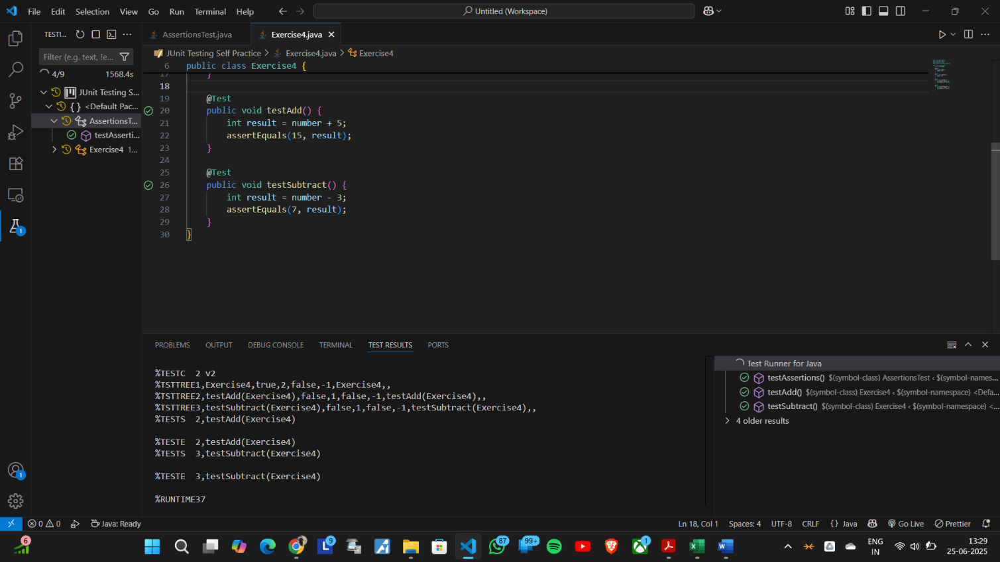 File Edit Selection View Go Run Terminal Help
Untitled (Workspace)
TESTI...
AssertionsTest.java
Exercise4.java
Filter (e.g. text, !e...
4/9 1568.4s
JUnit Testing S...
<Default Pac...
AssertionsT...
testAsserti...
Exercise4 1...
JUnit Testing Self Practice > Exercise4.java > Exercise4
6 public class Exercise4 {
17 }
18
19 @Test
20 public void testAdd() {
21 int result = number + 5;
22 assertEquals(15, result);
23 }
24
25 @Test
26 public void testSubtract() {
27 int result = number - 3;
28 assertEquals(7, result);
29 }
30 }
PROBLEMS OUTPUT DEBUG CONSOLE TERMINAL TEST RESULTS PORTS
%TESTC 2 v2
%TSTTREE1,Exercise4,true,2,false,-1,Exercise4,,
%TSTTREE2,testAdd(Exercise4),false,1,false,-1,testAdd(Exercise4),,
%TSTTREE3,testSubtract(Exercise4),false,1,false,-1,testSubtract(Exercise4),,
%TESTS 2,testAdd(Exercise4)
%TESTE 2,testAdd(Exercise4)
%TESTS 3,testSubtract(Exercise4)
%TESTE 3,testSubtract(Exercise4)
%RUNTIME37
Test Runner for Java
testAssertions() $(symbol-class) AssertionsTest ‹ $(symbol-names...
testAdd() $(symbol-class) Exercise4 ‹ $(symbol-namespace) <Defa...
testSubtract() $(symbol-class) Exercise4 ‹ $(symbol-namespace) <...
4 older results
1
1
0 0 Java: Ready
Ln 18, Col 1 Spaces: 4 UTF-8 CRLF {} Java Go Live Prettier
6
9
87
99+
1
ENG
IN
13:29
25-06-2025